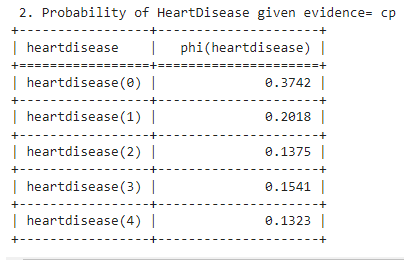 2. Probability of HeartDisease given evidence= cp
+-----------------+---------------------+
| heartdisease    |   phi(heartdisease) |
+=================+=====================+
| heartdisease(0) |              0.3742 |
+-----------------+---------------------+
| heartdisease(1) |              0.2018 |
+-----------------+---------------------+
| heartdisease(2) |              0.1375 |
+-----------------+---------------------+
| heartdisease(3) |              0.1541 |
+-----------------+---------------------+
| heartdisease(4) |              0.1323 |
+-----------------+---------------------+